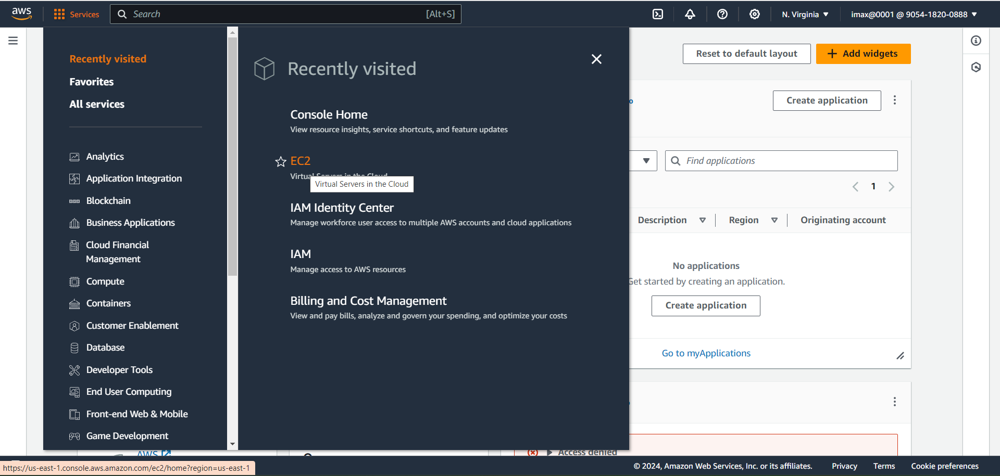 aws
Services
Search
[Alt+S]
N. Virginia
imax@0001 @ 9054-1820-0888
Recently visited
Favorites
All services
Analytics
Application Integration
Blockchain
Business Applications
Cloud Financial
Management
Compute
Containers
Customer Enablement
Database
Developer Tools
End User Computing
Front-end Web & Mobile
Game Development
Recently visited
Console Home
View resource insights, service shortcuts, and feature updates
EC2
Virtual Servers in the Cloud
Virtual Servers in the Cloud
IAM Identity Center
Manage workforce user access to multiple AWS accounts and cloud applications
IAM
Manage access to AWS resources
Billing and Cost Management
View and pay bills, analyze and govern your spending, and optimize your costs
Reset to default layout
Add widgets
o
Create application
Find applications
1
Description
Region
Originating account
No applications
Get started by creating an application.
Create application
Go to myApplications
AWS
Access denied
https://us-east-1.console.aws.amazon.com/ec2/home?region=us-east-1
© 2024, Amazon Web Services, Inc. or its affiliates.
Privacy
Terms
Cookie preferences